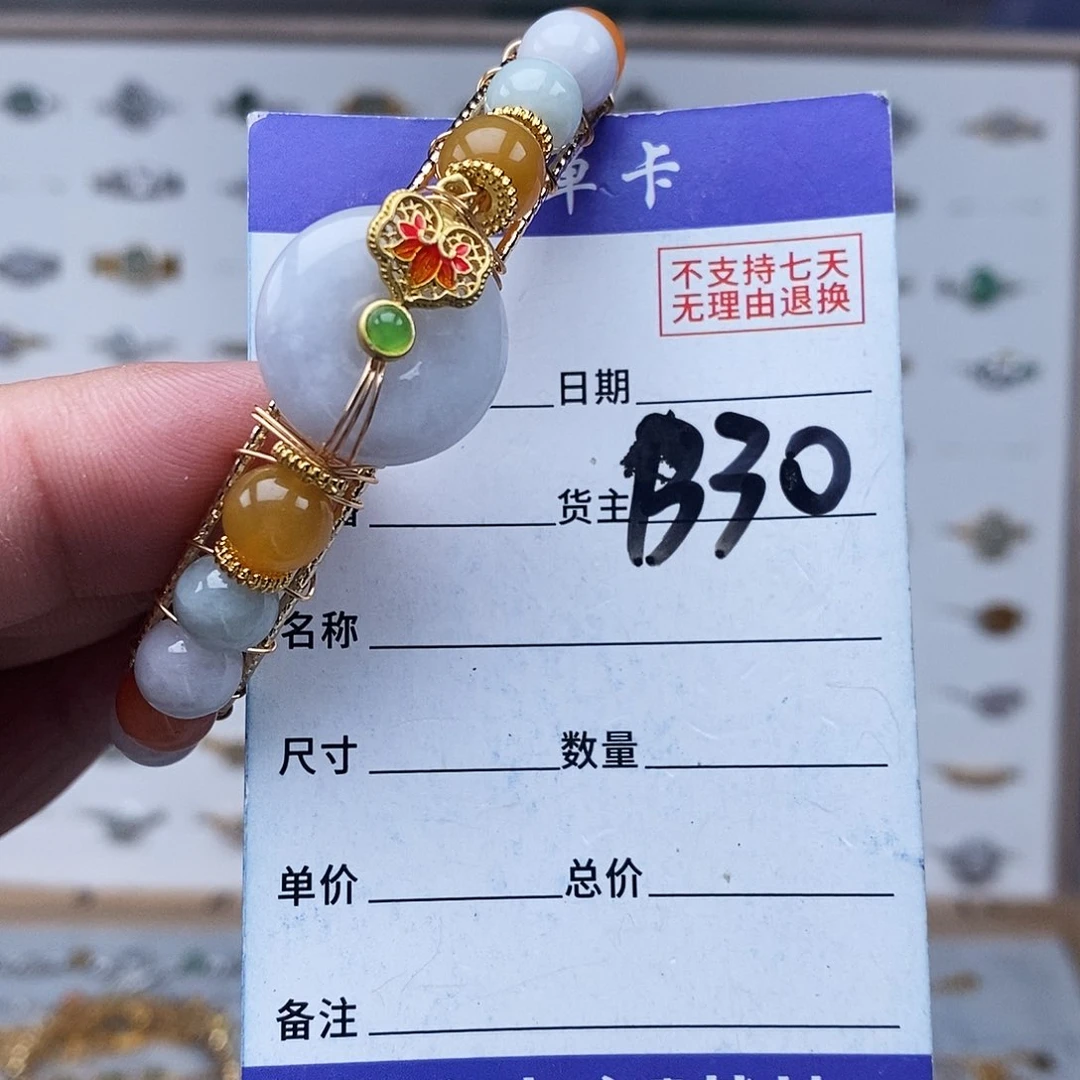 单卡
不支持七天
无理由退换
日期
货主 B30
名称
尺寸 数量
单价 总价
备注